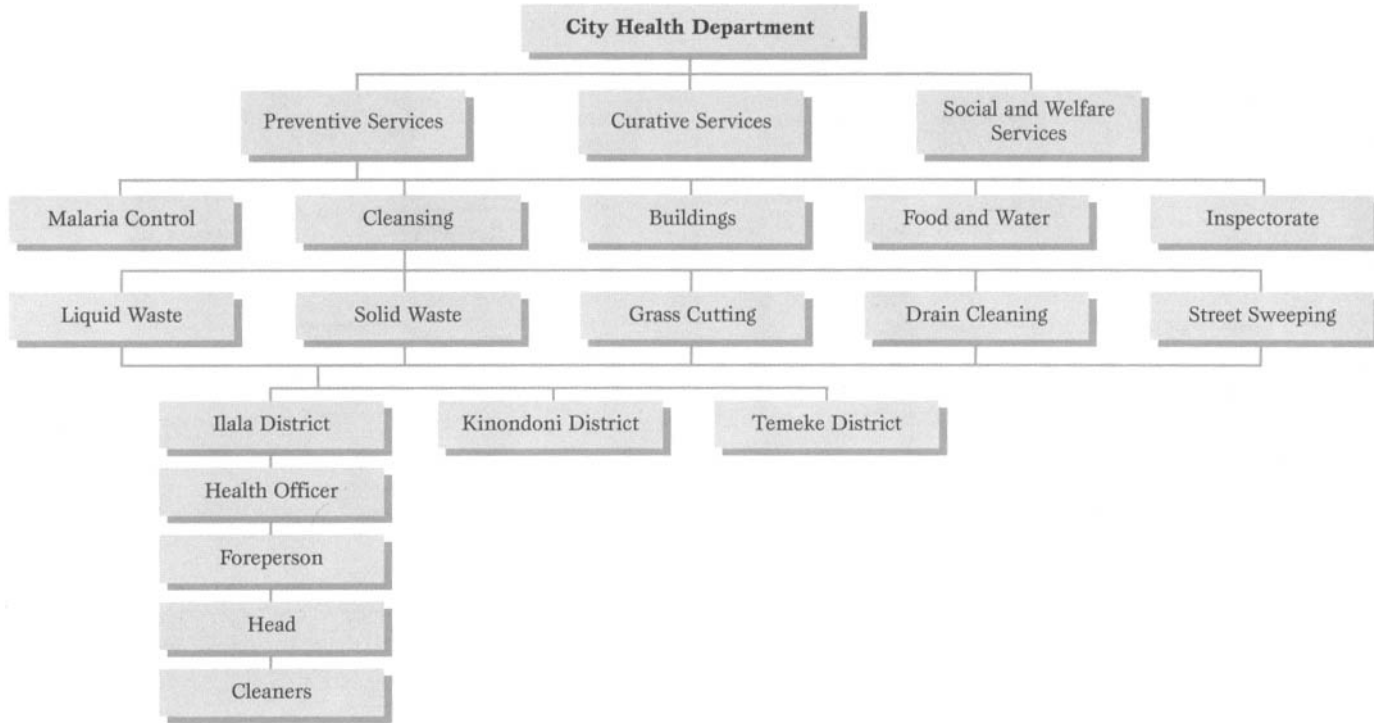 City Health Department
Preventive Services
Curative Services
Social and Welfare
Services
Malaria Control
Cleansing
Buildings
Food and Water
Inspectorate
Liquid Waste
Solid Waste
Grass Cutting
Drain Cleaning
Street Sweeping
Ilala District
Kinondoni District
Temeke District
Health Officer
Foreperson
Head
Cleaners